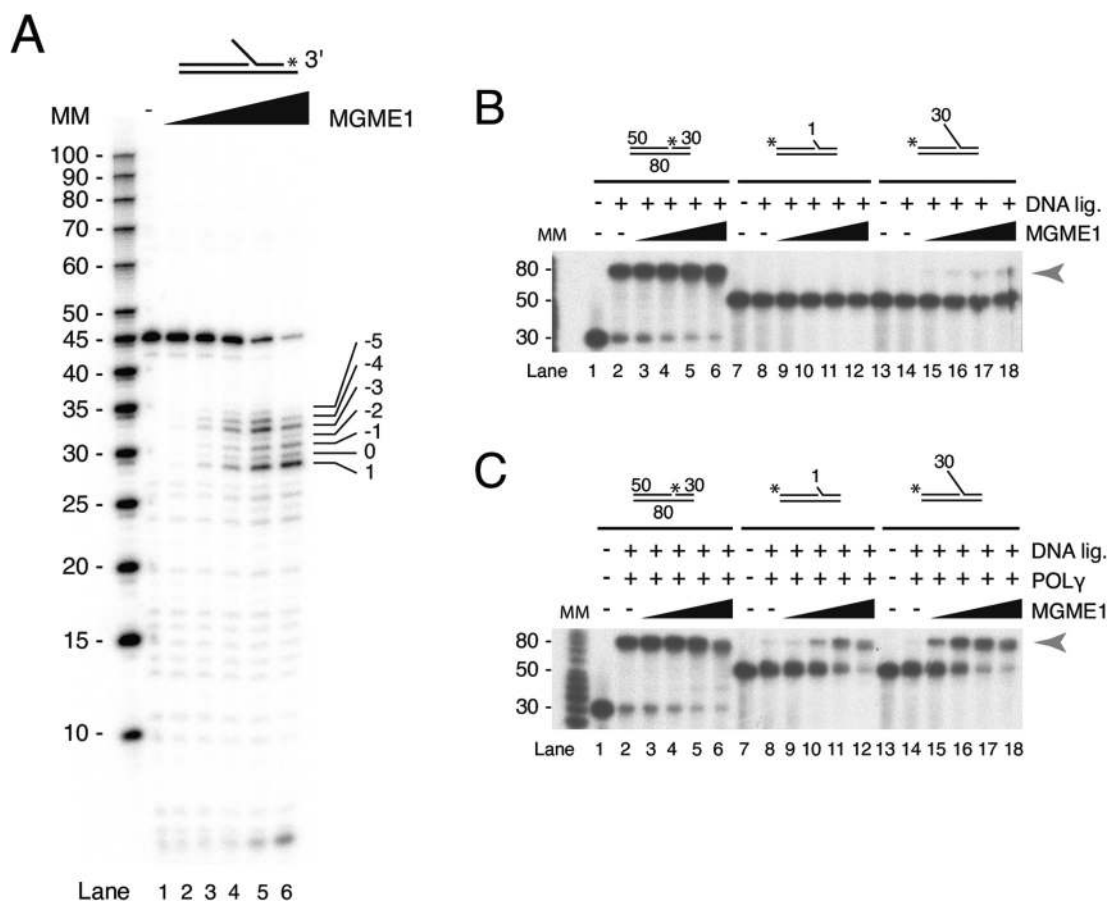 A
* 3'
MM
-
MGME1
100 -
90 -
80 -
70 -
60 -
50 -
45 -
40 -
35 -
30 -
25 -
20 -
15 -
10 -
-5
-4
-3
-2
-1
0
1
Lane 1 2 3 4 5 6
B
50 * 30
80
* 1
30
*
- + + + + + - + + + + + - + + + + + DNA lig.
MM - - - - - - MGME1
80 -
50 -
30 -
Lane 1 2 3 4 5 6 7 8 9 10 11 12 13 14 15 16 17 18
C
50 * 30
80
* 1
30
*
- + + + + + - + + + + + - + + + + + DNA lig.
- + + + + + - + + + + + - + + + + + POLγ
MM - - - - - - MGME1
80 -
50 -
30 -
Lane 1 2 3 4 5 6 7 8 9 10 11 12 13 14 15 16 17 18